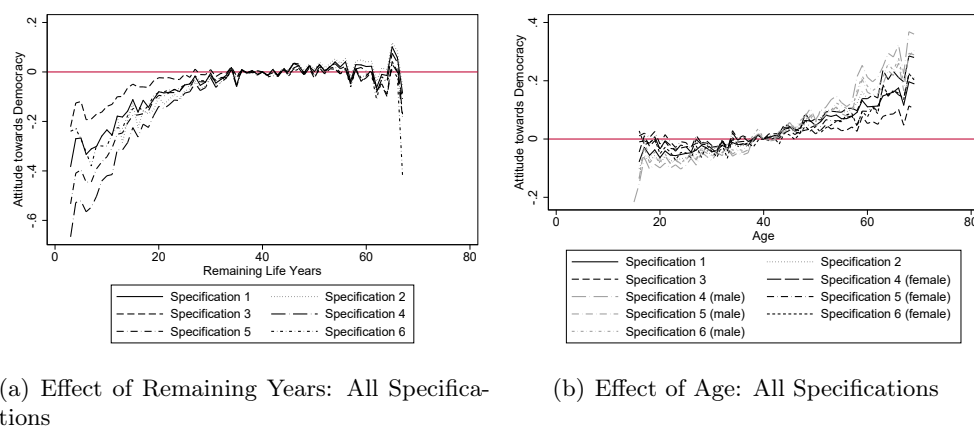 .2
0
-.2
-.4
-.6
Attitude towards Democracy
0 20 40 60 80
Remaining Life Years
Specification 1 Specification 2
Specification 3 Specification 4
Specification 5 Specification 6
(a) Effect of Remaining Years: All Specifica-
tions
.4
.2
0
-.2
Attitude towards Democracy
0 20 40 60 80
Age
Specification 1 Specification 2
Specification 3 Specification 4 (female)
Specification 4 (male) Specification 5 (female)
Specification 5 (male) Specification 6 (female)
Specification 6 (male)
(b) Effect of Age: All Specifications